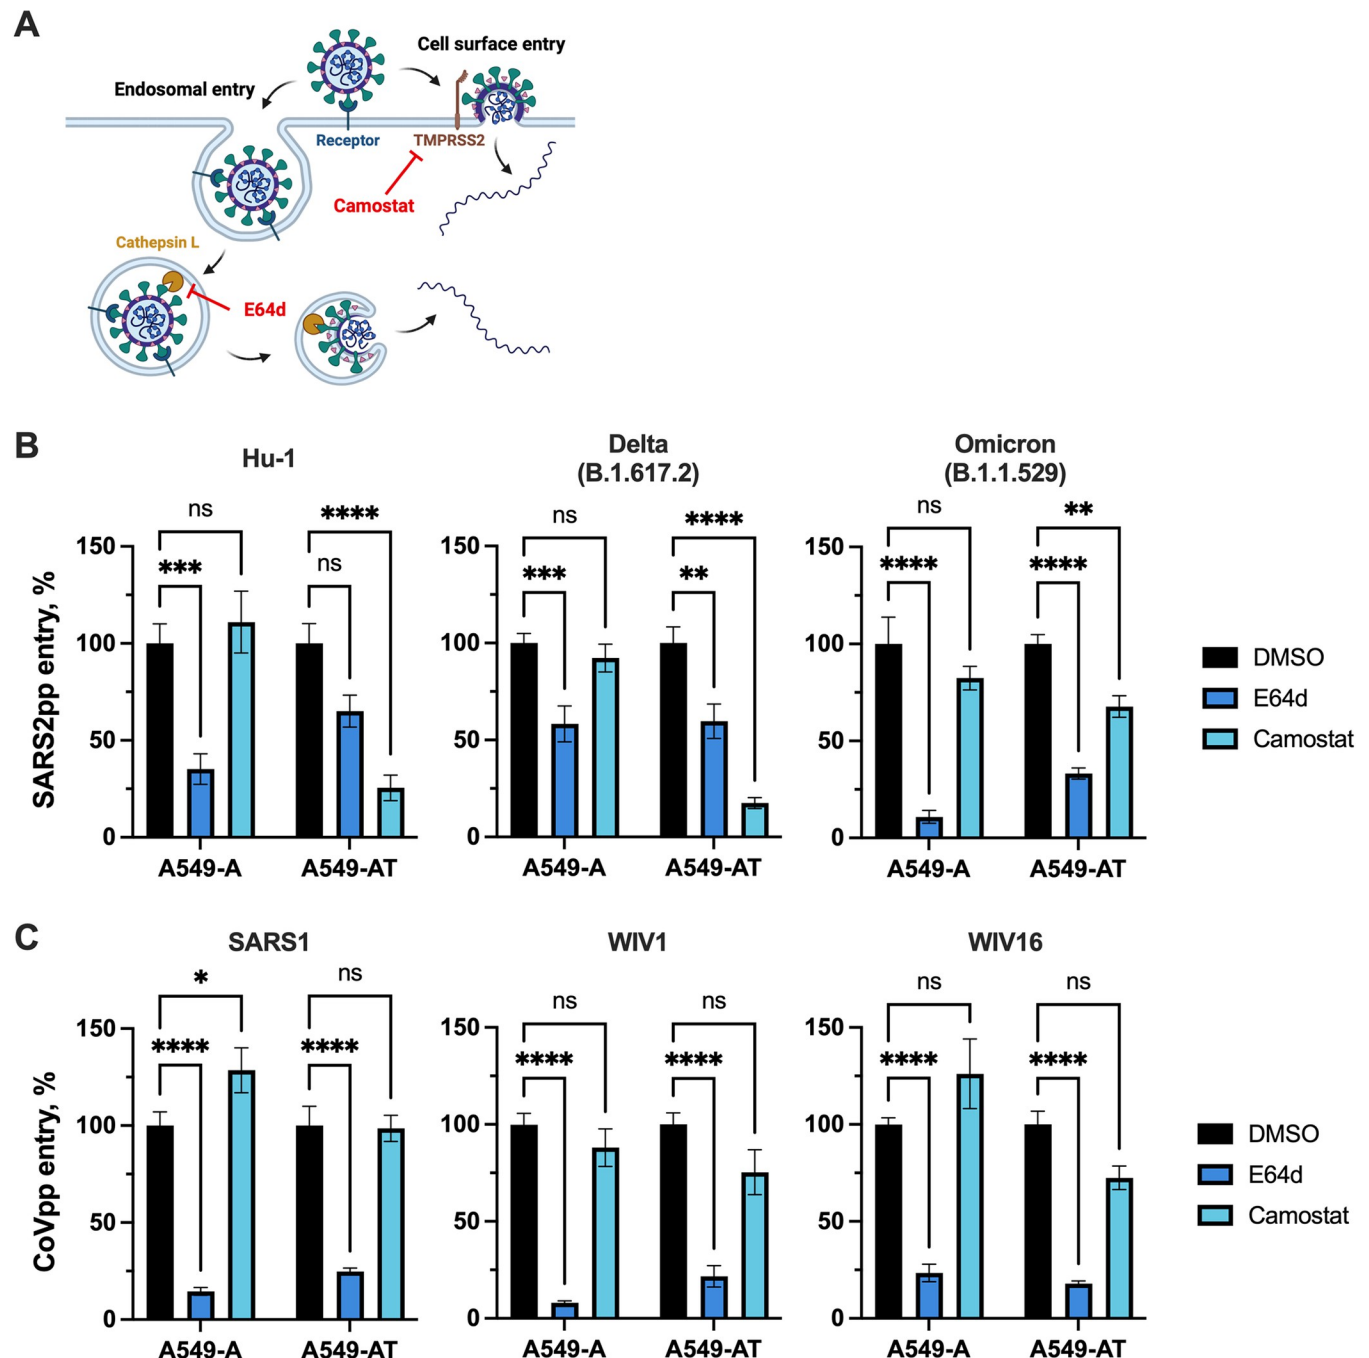 A
Cell surface entry
Endosomal entry
Receptor
TMPRSS2
Camostat
Cathepsin L
E64d
B
Hu-1
Delta
(B.1.617.2)
Omicron
(B.1.1.529)
ns
****
***
ns
ns
****
***
**
ns
**
****
****
SARS2pp entry, %
150
100
50
0
150
100
50
0
150
100
50
0
A549-A
A549-AT
A549-A
A549-AT
A549-A
A549-AT
DMSO
E64d
Camostat
C
SARS1
WIV1
WIV16
*
ns
****
****
ns
ns
****
****
ns
ns
****
****
CoVpp entry, %
150
100
50
0
150
100
50
0
150
100
50
0
A549-A
A549-AT
A549-A
A549-AT
A549-A
A549-AT
DMSO
E64d
Camostat